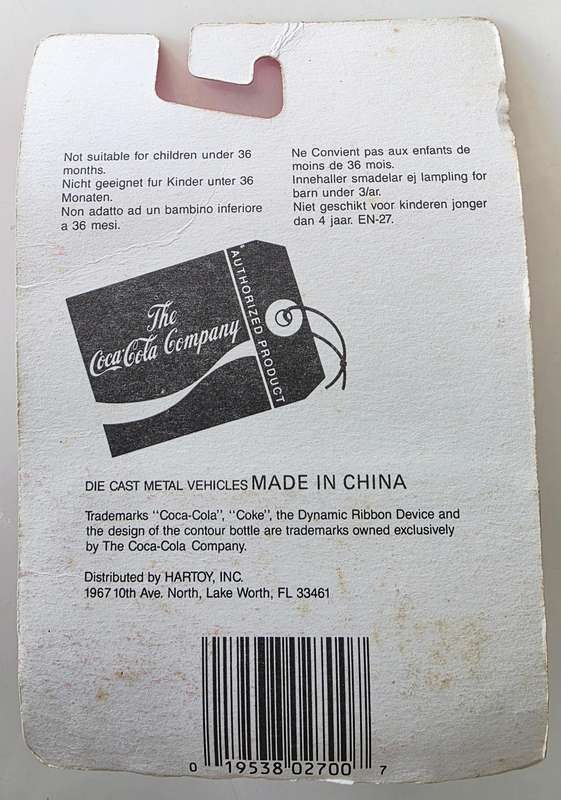 Not suitable for children under 36
months.
Nicht geeignet fur Kinder unter 36
Monaten.
Non adatto ad un bambino inferiore
a 36 mesi.
Ne Convient pas aux enfants de
moins de 36 mois.
Innehaller smadelar ej lampling for
barn under 3/ar.
Niet geschikt voor kinderen jonger
dan 4 jaar. EN-27.
The
Coca-Cola Company
AUTHORIZED PRODUCT
DIE CAST METAL VEHICLES MADE IN CHINA
Trademarks "Coca-Cola", "Coke", the Dynamic Ribbon Device and
the design of the contour bottle are trademarks owned exclusively
by The Coca-Cola Company.
Distributed by HARTOY, INC.
1967 10th Ave. North, Lake Worth, FL 33461
0 19538 02700 7